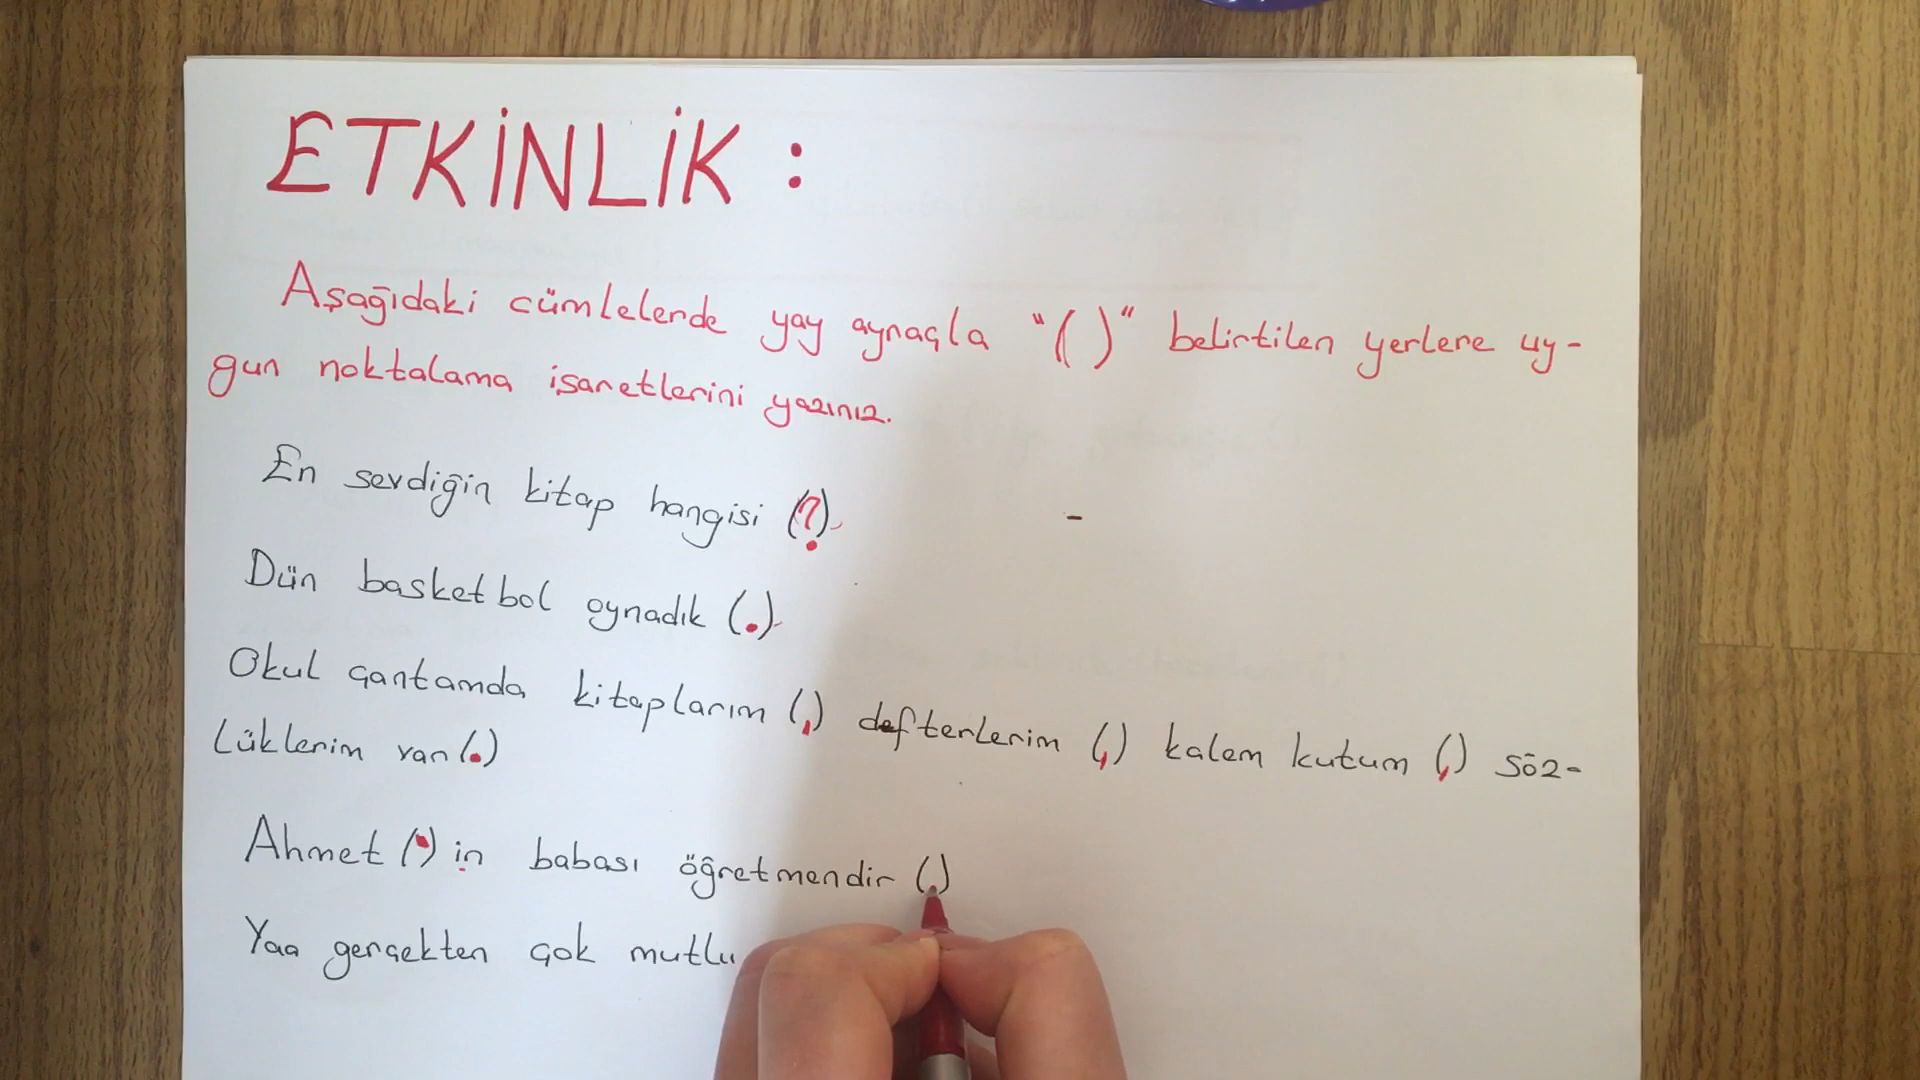 ETKİNLİK :
Aşağıdaki cümlelerde yay ayraçla "( )" belirtilen yerlere uy-
gun noktalama işaretlerini yazınız.
En sevdiğin kitap hangisi (?)
Dün basketbol oynadık (.)
Okul çantamda kitaplarım (,) defterlerim (,) kalem kutum (,) söz-
lüklerim var (.)
Ahmet (') in babası öğretmendir (.)
Yaa gerçekten çok mutlu